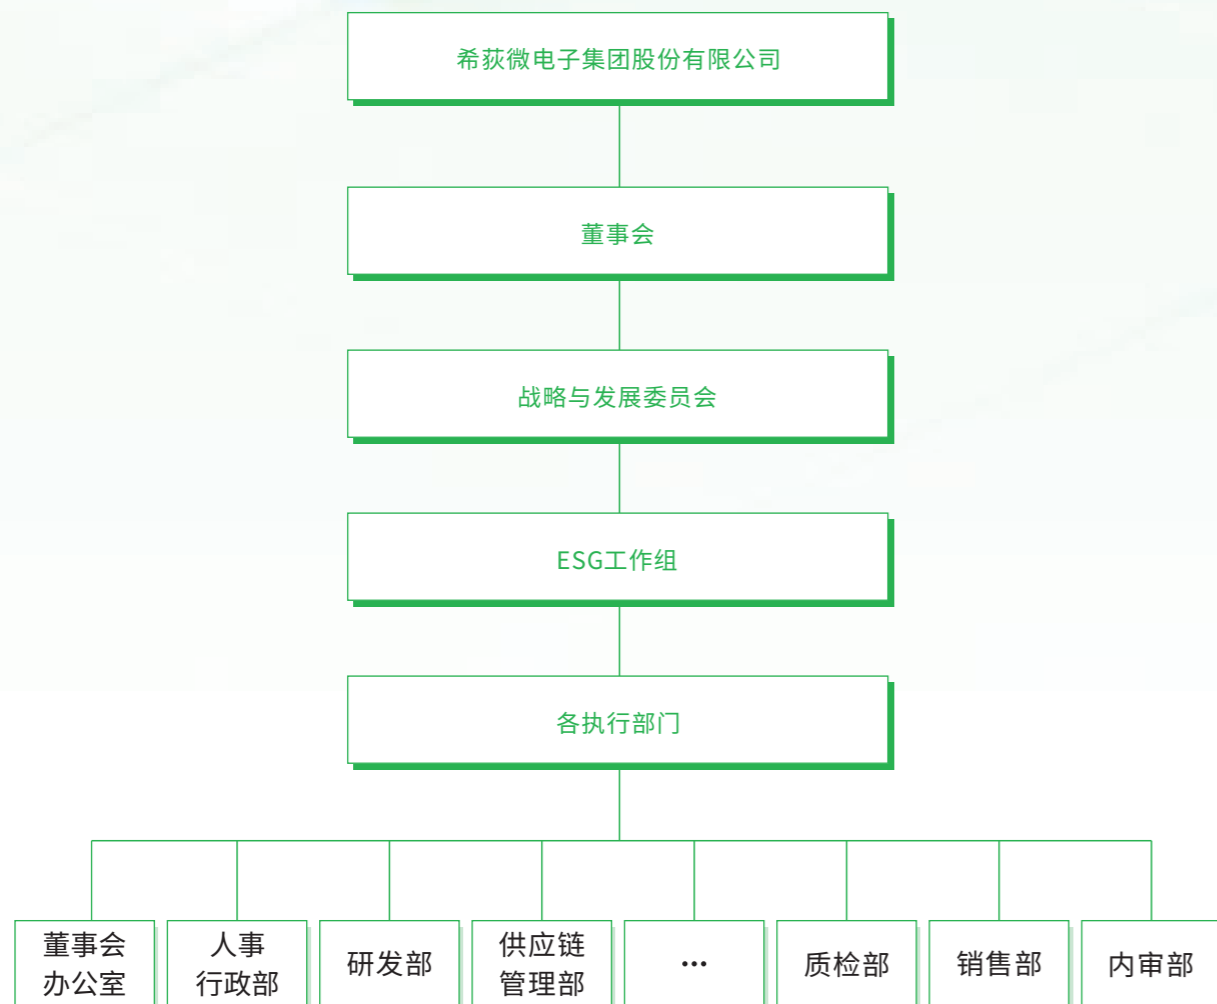 希荻微电子集团股份有限公司
董事会
战略与发展委员会
ESG工作组
各执行部门
董事会
办公室
人事
行政部
研发部
供应链
管理部
...
质检部
销售部
内审部